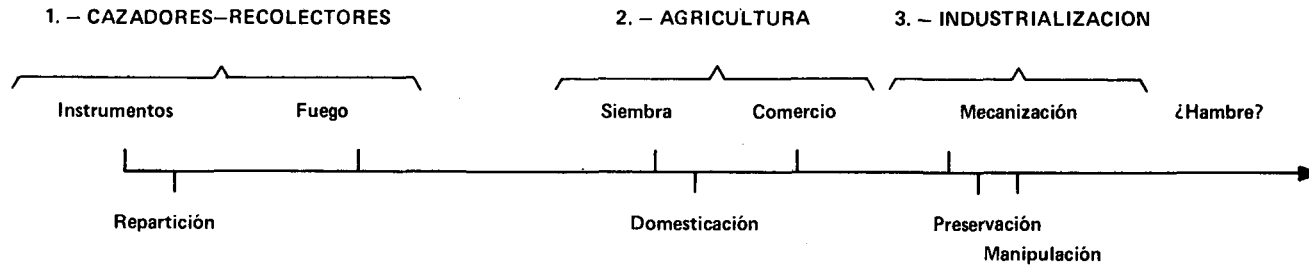 1. – CAZADORES–RECOLECTORES 2. – AGRICULTURA 3. – INDUSTRIALIZACION
Instrumentos Fuego Siembra Comercio Mecanización ¿Hambre?
Repartición Domesticación Preservación
Manipulación